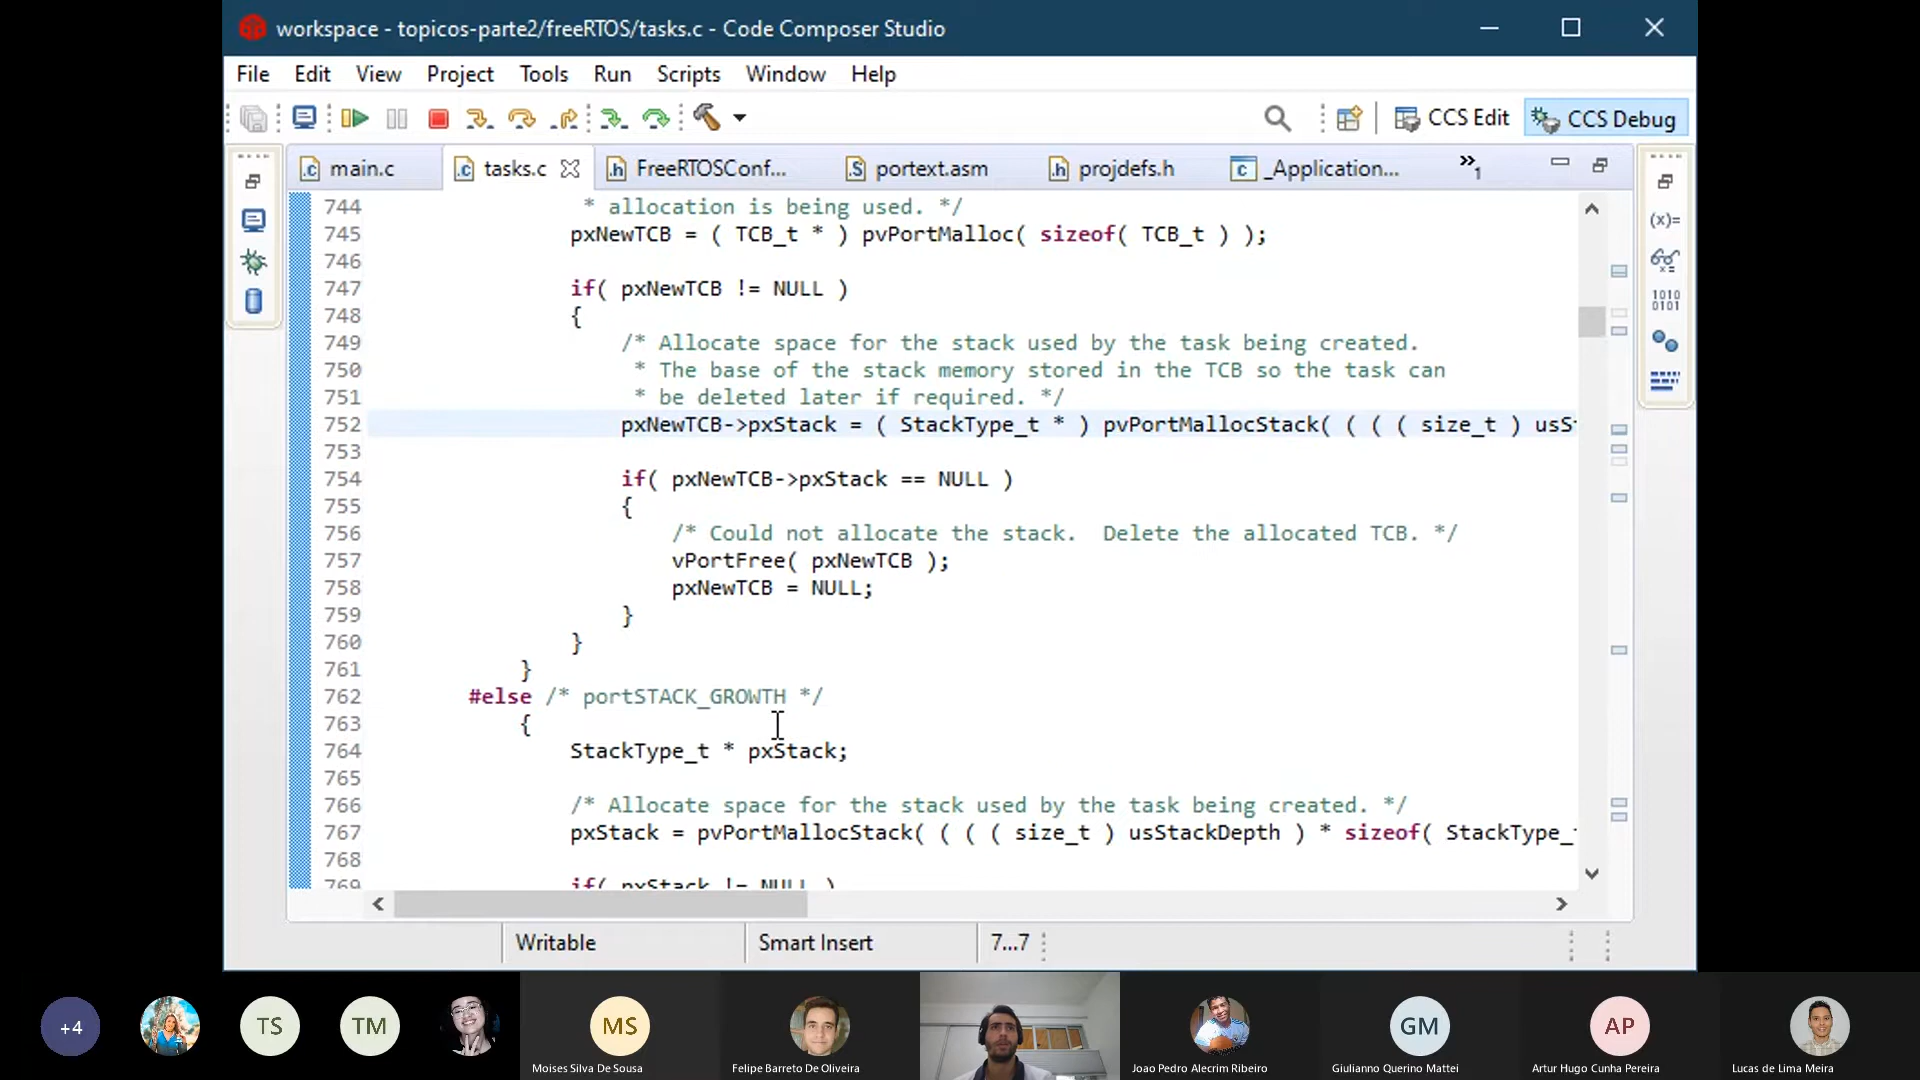 workspace - topicos-parte2/freeRTOS/tasks.c - Code Composer Studio
File Edit View Project Tools Run Scripts Window Help
CCS Edit CCS Debug
main.c tasks.c FreeRTOSConf... portext.asm projdefs.h _Application... »1
744 * allocation is being used. */
745 pxNewTCB = ( TCB_t * ) pvPortMalloc( sizeof( TCB_t ) );
746
747 if( pxNewTCB != NULL )
748 {
749 /* Allocate space for the stack used by the task being created.
750 * The base of the stack memory stored in the TCB so the task can
751 * be deleted later if required. */
752 pxNewTCB->pxStack = ( StackType_t * ) pvPortMallocStack( ( ( ( size_t ) usS
753
754 if( pxNewTCB->pxStack == NULL )
755 {
756 /* Could not allocate the stack.  Delete the allocated TCB. */
757 vPortFree( pxNewTCB );
758 pxNewTCB = NULL;
759 }
760 }
761 }
762 #else /* portSTACK_GROWTH */
763 {
764 StackType_t * pxStack;
765
766 /* Allocate space for the stack used by the task being created. */
767 pxStack = pvPortMallocStack( ( ( ( size_t ) usStackDepth ) * sizeof( StackType_
768
769 if( pxStack != NULL )
(x)=
1010
0101
Writable Smart Insert 7...7
+4 TS TM MS GM AP
Moises Silva De Sousa Felipe Barreto De Oliveira Joao Pedro Alecrim Ribeiro Giulianno Querino Mattei Artur Hugo Cunha Pereira Lucas de Lima Meira